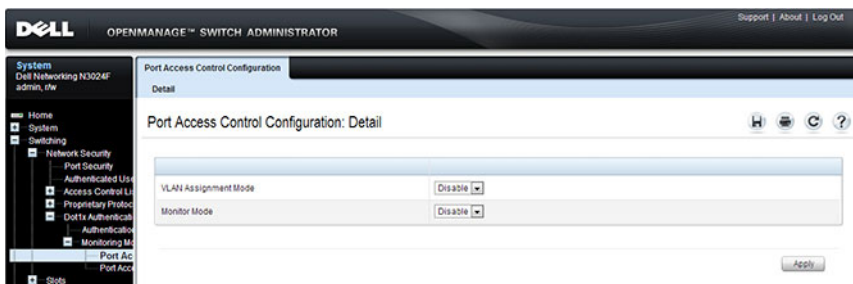 Support | About | Log Out
DELL OPENMANAGE™ SWITCH ADMINISTRATOR
System
Dell Networking N3024F
admin, r/w
Home
System
Switching
Network Security
Port Security
Authenticated Use
Access Control Li
Proprietary Protoc
Dot1x Authenticati
Authentication
Monitoring Mo
Port Ac
Port Acce
Slots
Port Access Control Configuration
Detail
Port Access Control Configuration: Detail
VLAN Assignment Mode Disable
Monitor Mode Disable
Apply